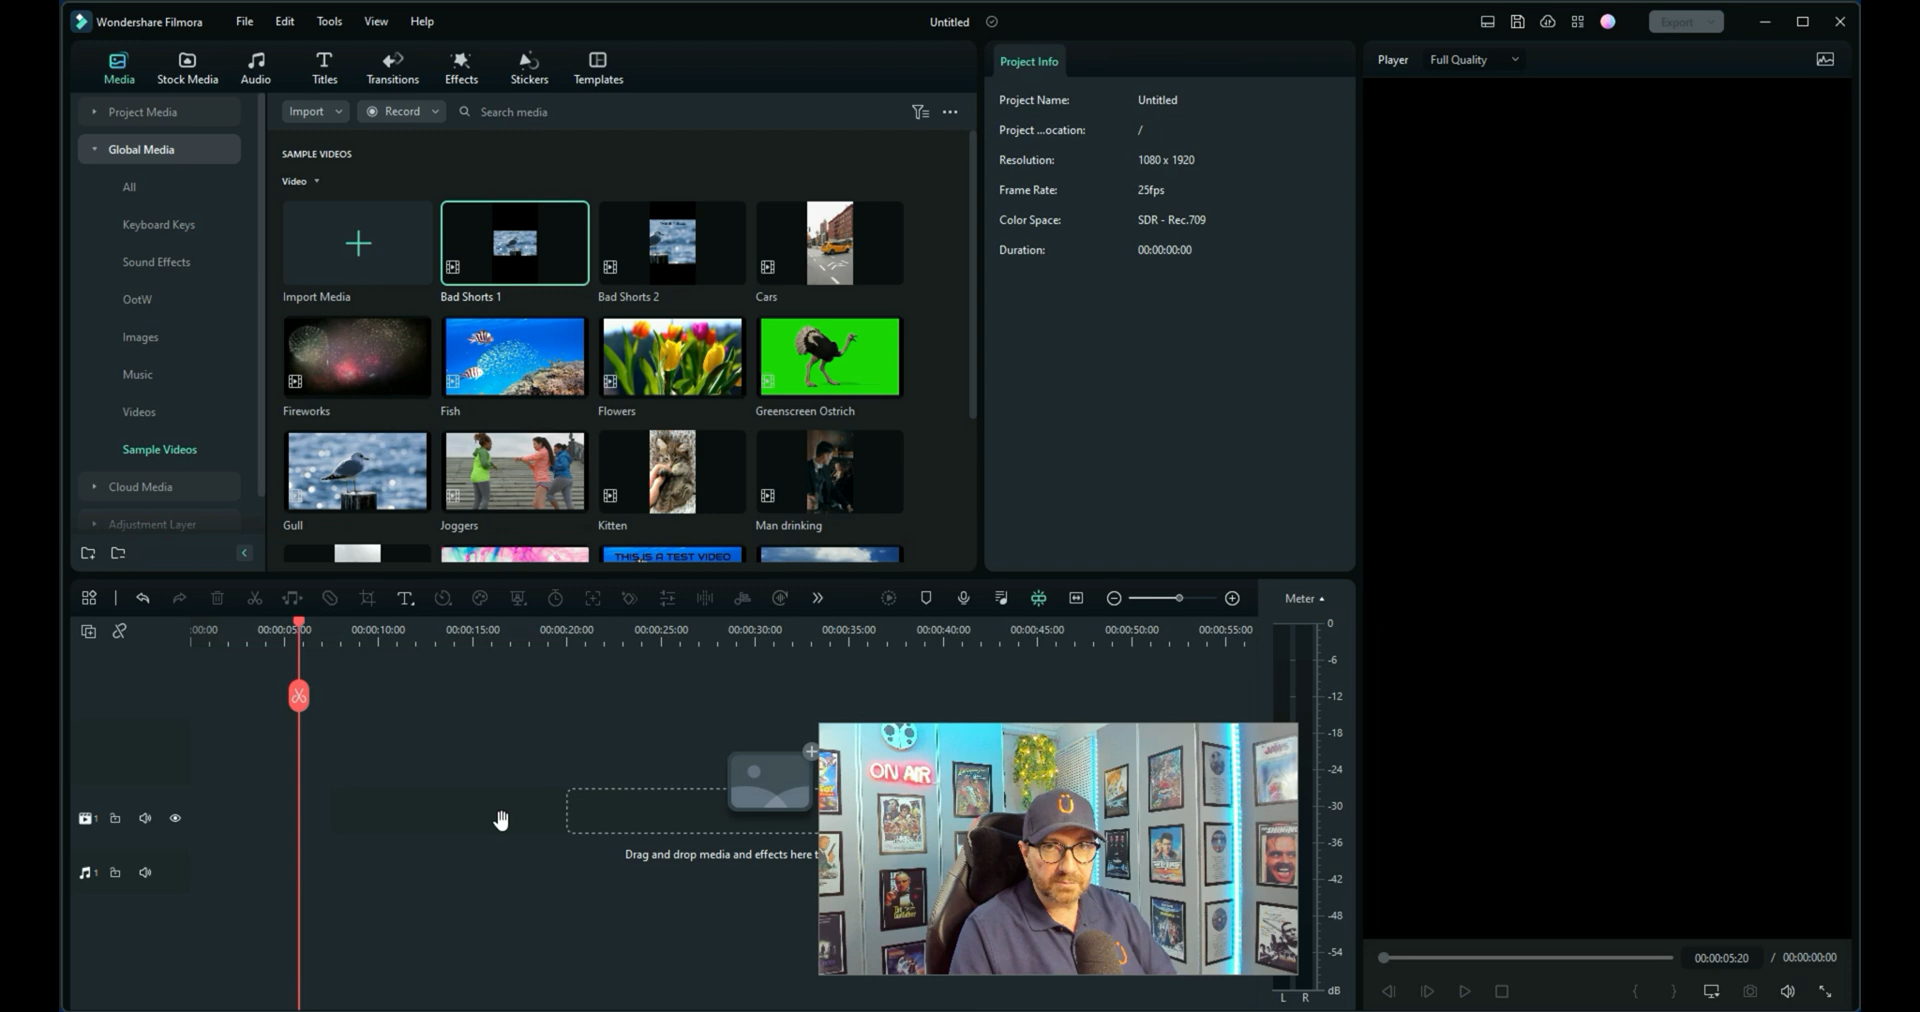 Wondershare Filmora File Edit Tools View Help Untitled Export
Media Stock Media Audio Titles Transitions Effects Stickers Templates
Project Media
Global Media
All
Keyboard Keys
Sound Effects
OotW
Images
Music
Videos
Sample Videos
Cloud Media
Adjustment Layer
Import Record Search media
SAMPLE VIDEOS
Video
Import Media Bad Shorts 1 Bad Shorts 2 Cars
Fireworks Fish Flowers Greenscreen Ostrich
Gull Joggers Kitten Man drinking
THIS IS A TEST VIDEO
Project Info
Project Name: Untitled
Project ...ocation: /
Resolution: 1080 x 1920
Frame Rate: 25fps
Color Space: SDR - Rec.709
Duration: 00:00:00:00
Player Full Quality
Meter
:00:00 00:00:05:00 00:00:10:00 00:00:15:00 00:00:20:00 00:00:25:00 00:00:30:00 00:00:35:00 00:00:40:00 00:00:45:00 00:00:50:00 00:00:55:00
0
-6
-12
-18
-24
-30
-36
-42
-48
-54
dB
L R
1
1
Drag and drop media and effects here t
ON AIR
JAWS
Ü
00:00:05:20 / 00:00:00:00